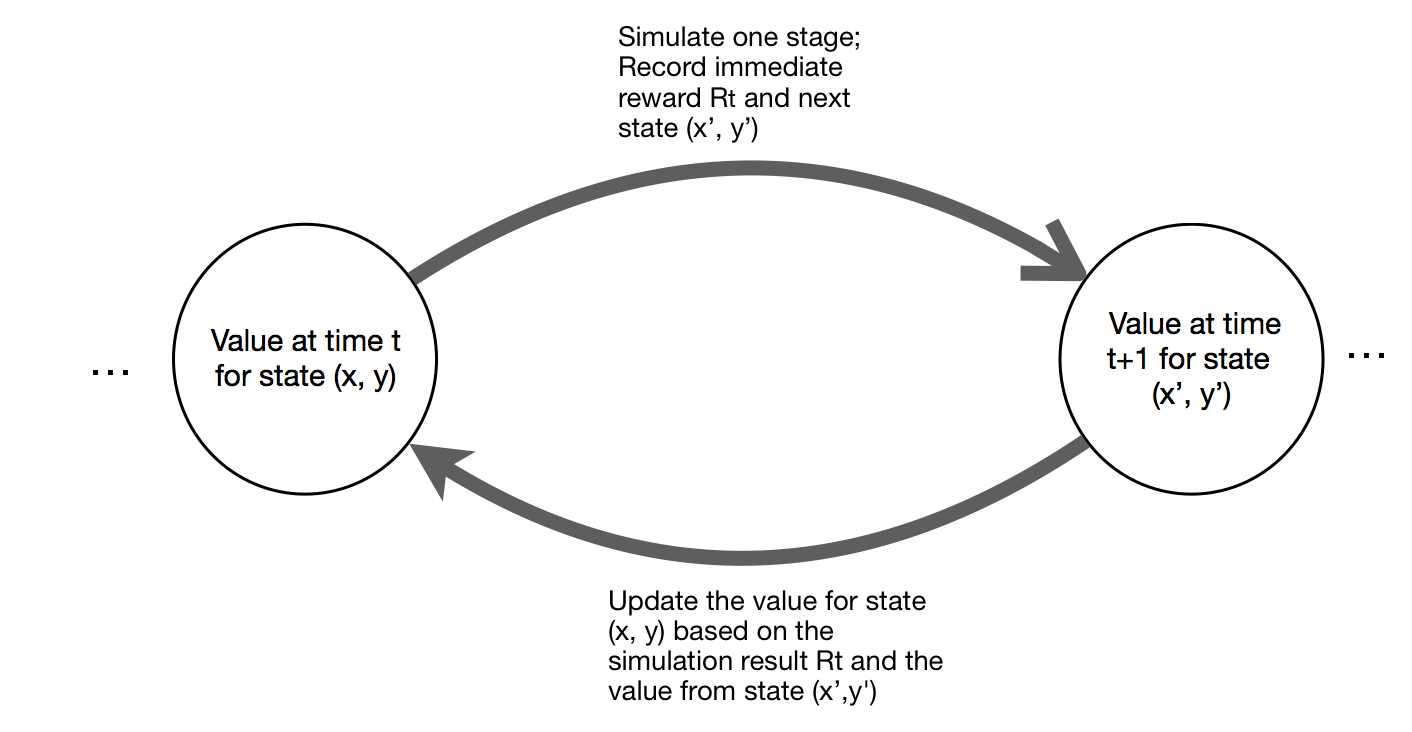 Simulate one stage;
Record immediate
reward Rt and next
state (x’, y’)
Value at time t
for state (x, y)
...
Value at time
t+1 for state
(x’, y’)
...
Update the value for state
(x, y) based on the
simulation result Rt and the
value from state (x’,y')